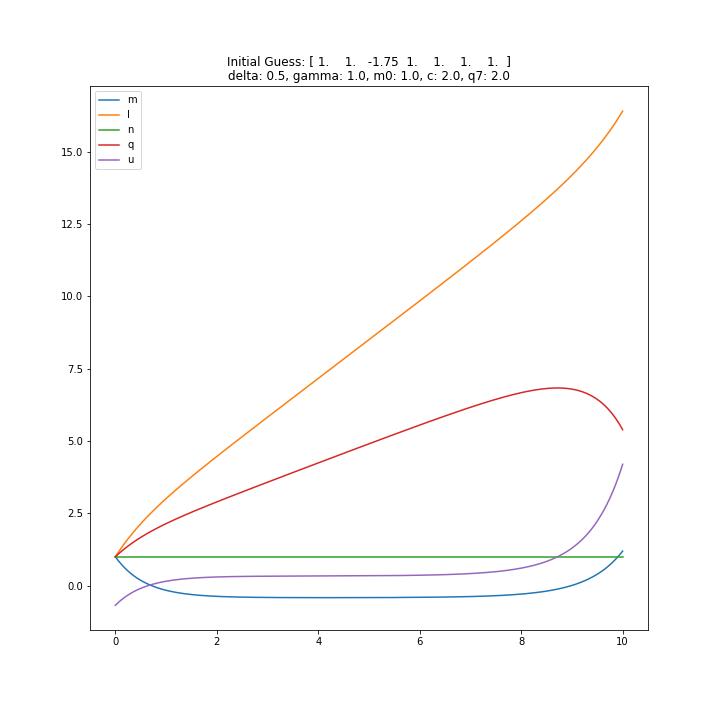 Initial Guess: [ 1.    1.   -1.75  1.    1.    1.    1.  ]
delta: 0.5, gamma: 1.0, m0: 1.0, c: 2.0, q7: 2.0
m
l
n
q
u
15.0
12.5
10.0
7.5
5.0
2.5
0.0
0 2 4 6 8 10